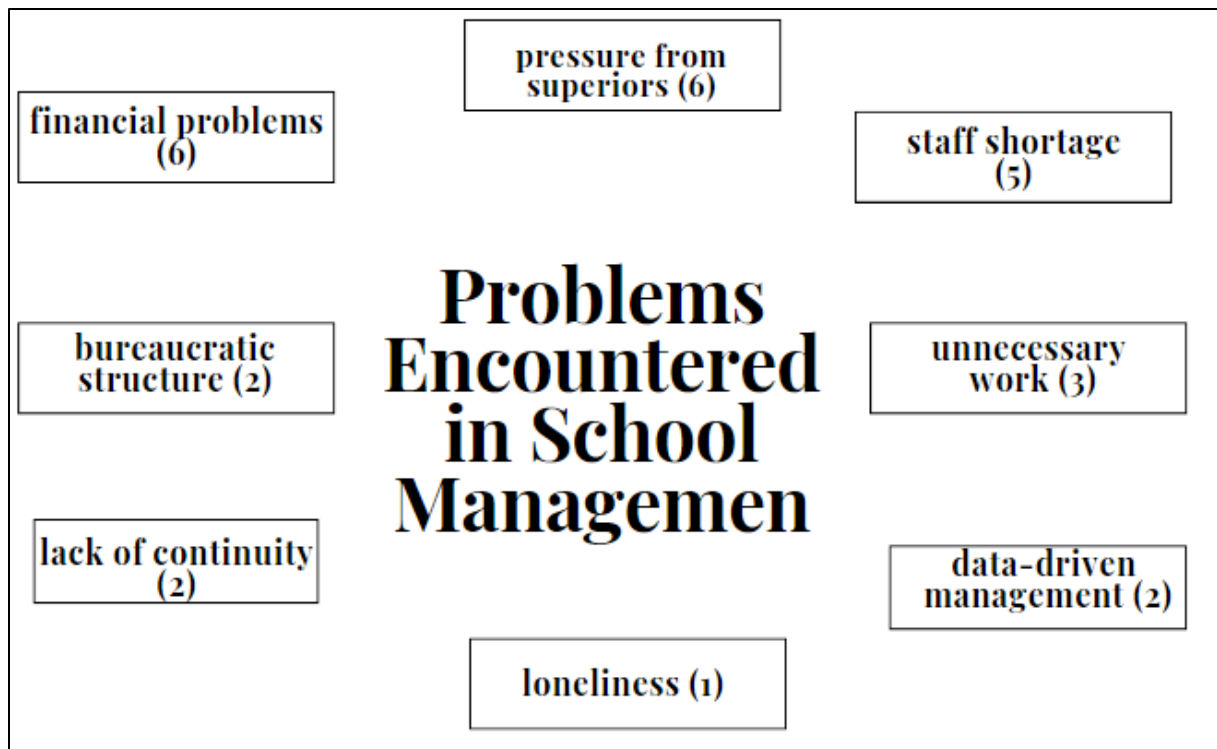 pressure from
superiors (6)
financial problems
(6)
staff shortage
(5)
Problems
Encountered
in School
Managemen
bureaucratic
structure (2)
unnecessary
work (3)
lack of continuity
(2)
data-driven
management (2)
loneliness (1)